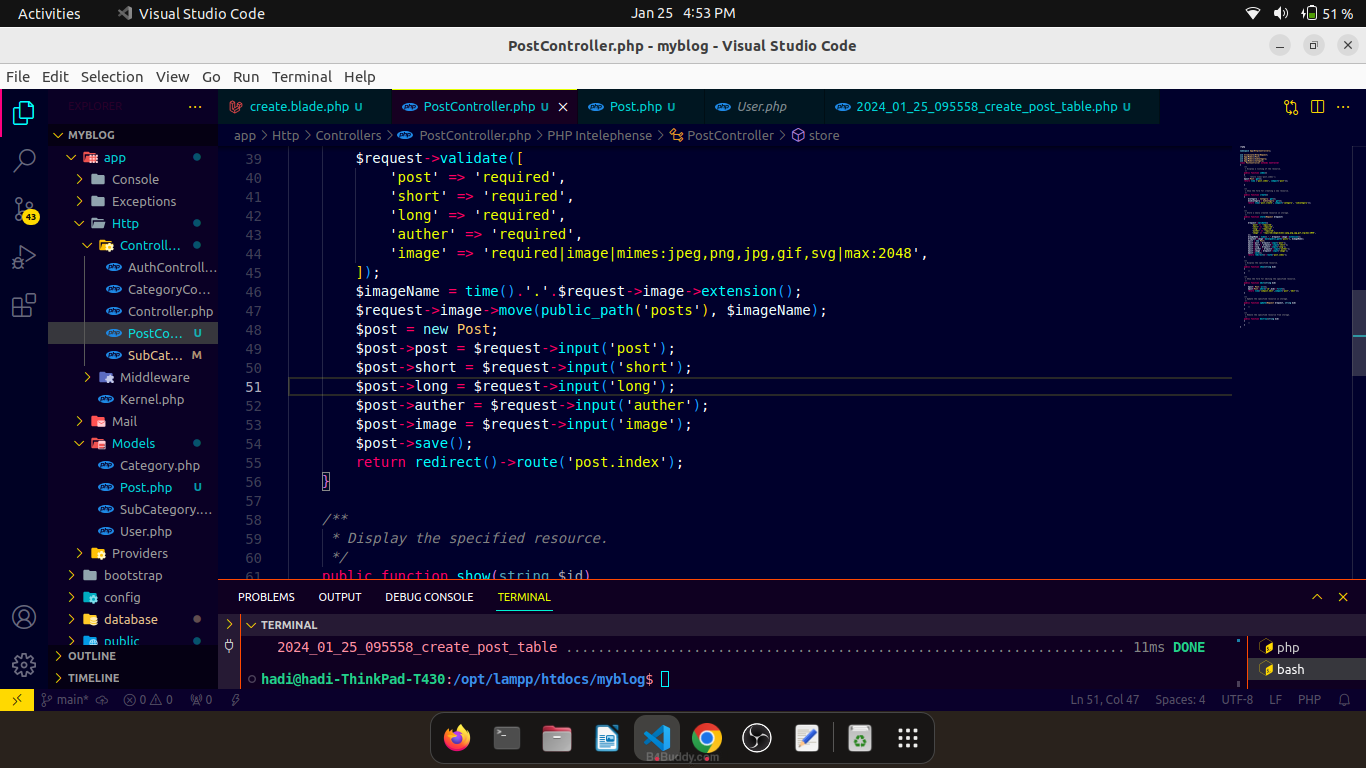 Activities
Visual Studio Code
Jan 25 4:53 PM
51 %
PostController.php - myblog - Visual Studio Code
File Edit Selection View Go Run Terminal Help
EXPLORER ···
create.blade.php U
PostController.php U
Post.php U
User.php
2024_01_25_095558_create_post_table.php U
app > Http > Controllers > PostController.php > PHP Intelephense > PostController > store
43
MYBLOG
app
Console
Exceptions
Http
Controll...
AuthControll...
CategoryCo...
Controller.php
PostCo... U
SubCat... M
Middleware
Kernel.php
Mail
Models
Category.php
Post.php U
SubCategory....
User.php
Providers
bootstrap
config
database
public
OUTLINE
TIMELINE
39 $request->validate([
40 'post' => 'required',
41 'short' => 'required',
42 'long' => 'required',
43 'auther' => 'required',
44 'image' => 'required|image|mimes:jpeg,png,jpg,gif,svg|max:2048',
45 ]);
46 $imageName = time().'.'.$request->image->extension();
47 $request->image->move(public_path('posts'), $imageName);
48 $post = new Post;
49 $post->post = $request->input('post');
50 $post->short = $request->input('short');
51 $post->long = $request->input('long');
52 $post->auther = $request->input('auther');
53 $post->image = $request->input('image');
54 $post->save();
55 return redirect()->route('post.index');
56 }
57
58 /**
59 * Display the specified resource.
60 */
61 public function show(string $id)
PROBLEMS OUTPUT DEBUG CONSOLE TERMINAL
TERMINAL
2024_01_25_095558_create_post_table ........................................................................ 11ms DONE
hadi@hadi-ThinkPad-T430:/opt/lampp/htdocs/myblog$
php
bash
main* 0 0 0
Ln 51, Col 47 Spaces: 4 UTF-8 LF PHP
B4Buddy.com